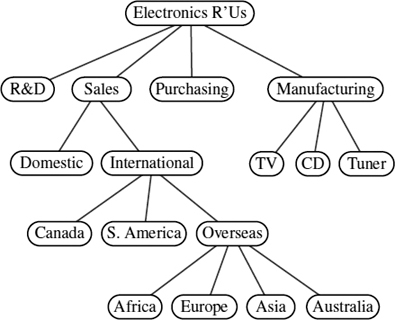 Electronics R’Us
R&D Sales Purchasing Manufacturing
Domestic International TV CD Tuner
Canada S. America Overseas
Africa Europe Asia Australia